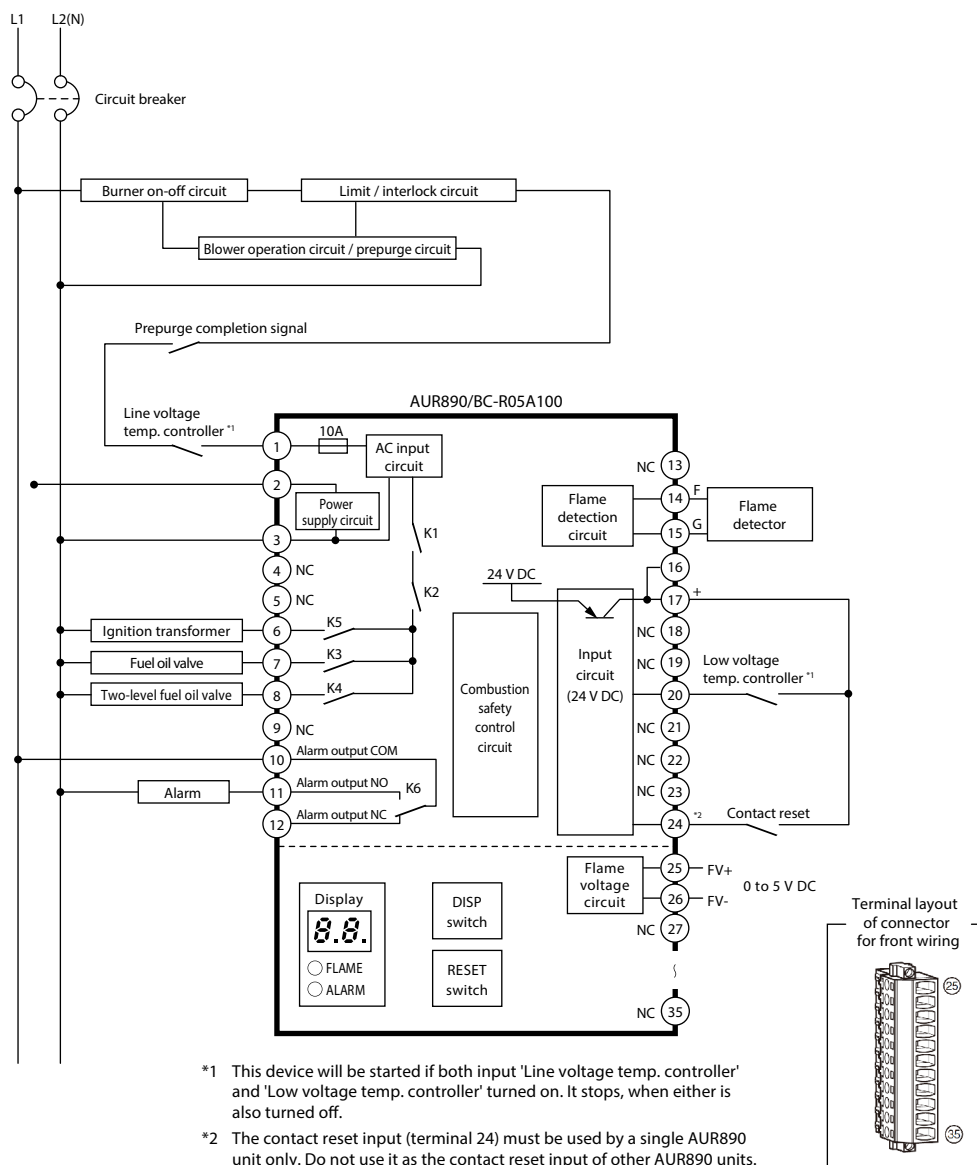 L1 L2(N)
Circuit breaker
Burner on-off circuit
Limit / interlock circuit
Blower operation circuit / prepurge circuit
Prepurge completion signal
AUR890/BC-R05A100
Line voltage
temp. controller *1
1
10A
AC input
circuit
2
Power
supply circuit
3
K1
4 NC
5 NC
K2
Ignition transformer 6 K5
Fuel oil valve 7 K3
Two-level fuel oil valve 8 K4
9 NC
10 Alarm output COM
Alarm 11 Alarm output NO K6
12 Alarm output NC
Combustion
safety
control
circuit
NC 13
Flame
detection
circuit
14 F
15 G
Flame
detector
16
24 V DC
17 +
NC 18
Input
circuit
(24 V DC)
NC 19
Low voltage
temp. controller *1
20
NC 21
NC 22
NC 23
24 *2 Contact reset
Flame
voltage
circuit
25 FV+
26 FV-
0 to 5 V DC
NC 27
NC 35
Display
8.8.
FLAME
ALARM
DISP
switch
RESET
switch
Terminal layout
of connector
for front wiring
25
35
*1 This device will be started if both input 'Line voltage temp. controller'
and 'Low voltage temp. controller' turned on. It stops, when either is
also turned off.
*2 The contact reset input (terminal 24) must be used by a single AUR890
unit only. Do not use it as the contact reset input of other AUR890 units.